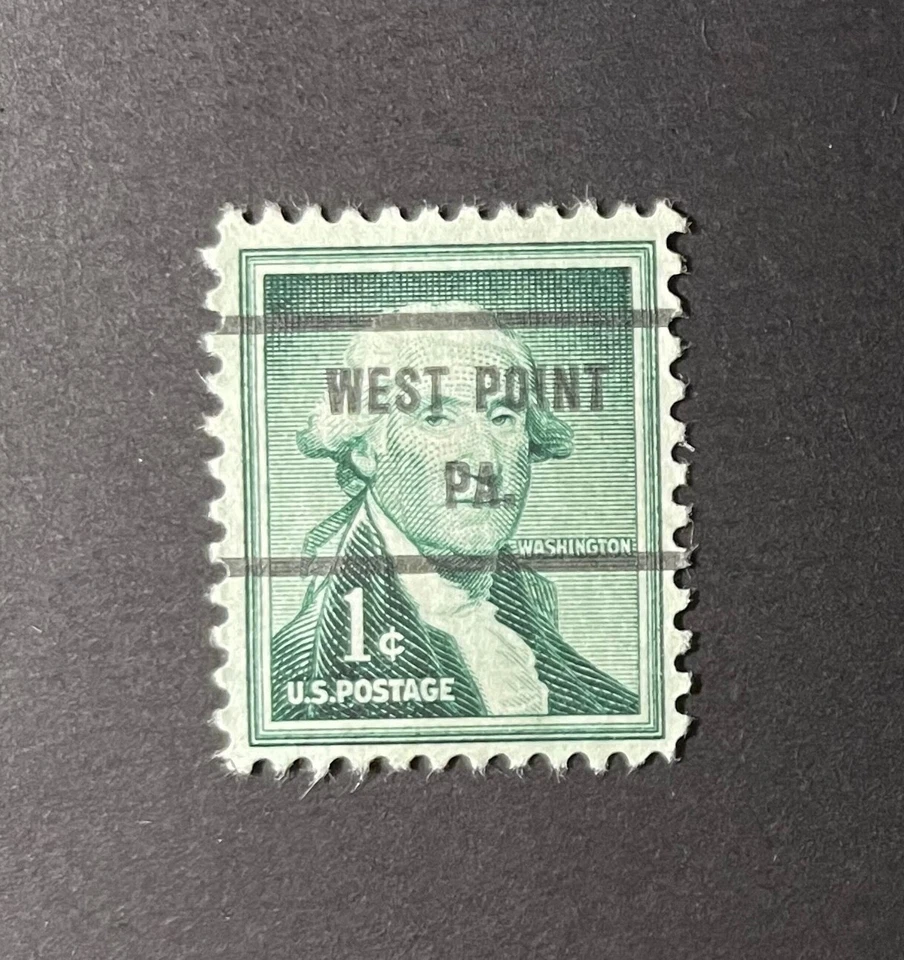 WEST POINT
PA.
WASHINGTON
1¢
U.S.POSTAGE